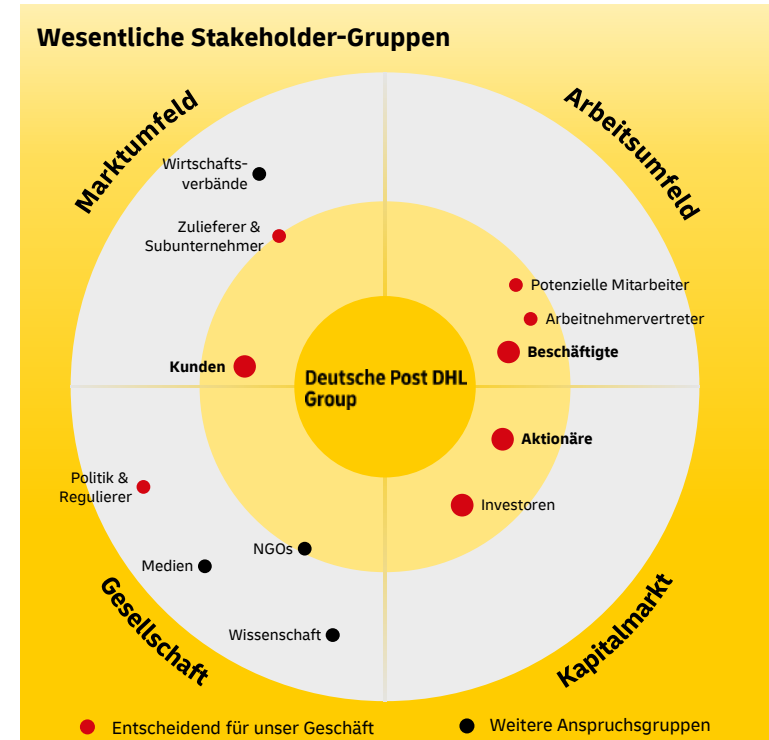 Wesentliche Stakeholder-Gruppen
Marktumfeld
Arbeitsumfeld
Wirtschafts-
verbände
Zulieferer &
Subunternehmer
Potenzielle Mitarbeiter
Arbeitnehmervertreter
Beschäftigte
Kunden
Deutsche Post DHL
Group
Aktionäre
Politik &
Regulierer
Investoren
NGOs
Medien
Wissenschaft
Gesellschaft
Kapitalmarkt
Entscheidend für unser Geschäft
Weitere Anspruchsgruppen